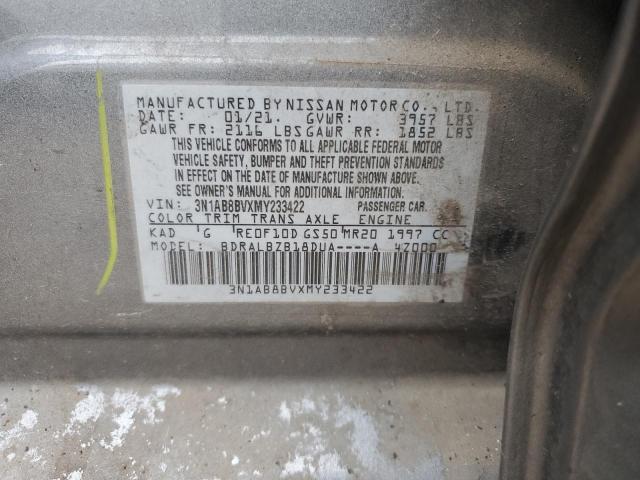 MANUFACTURED BY NISSAN MOTOR CO., LTD.
DATE: 01/21. GVWR: 3957 LBS
GAWR FR: 2116 LBS GAWR RR: 1852 LBS
THIS VEHICLE CONFORMS TO ALL APPLICABLE FEDERAL MOTOR
VEHICLE SAFETY, BUMPER AND THEFT PREVENTION STANDARDS
IN EFFECT ON THE DATE OF MANUFACTURE SHOWN ABOVE.
SEE OWNER'S MANUAL FOR ADDITIONAL INFORMATION.
VIN: 3N1AB8BVXMY233422 PASSENGER CAR
COLOR TRIM TRANS AXLE ENGINE
KAD G RE0F10D GS50 MR20 1997 CC
MODEL: BDRALBZB18DUA----A 4Z000
3N1AB8BVXMY233422